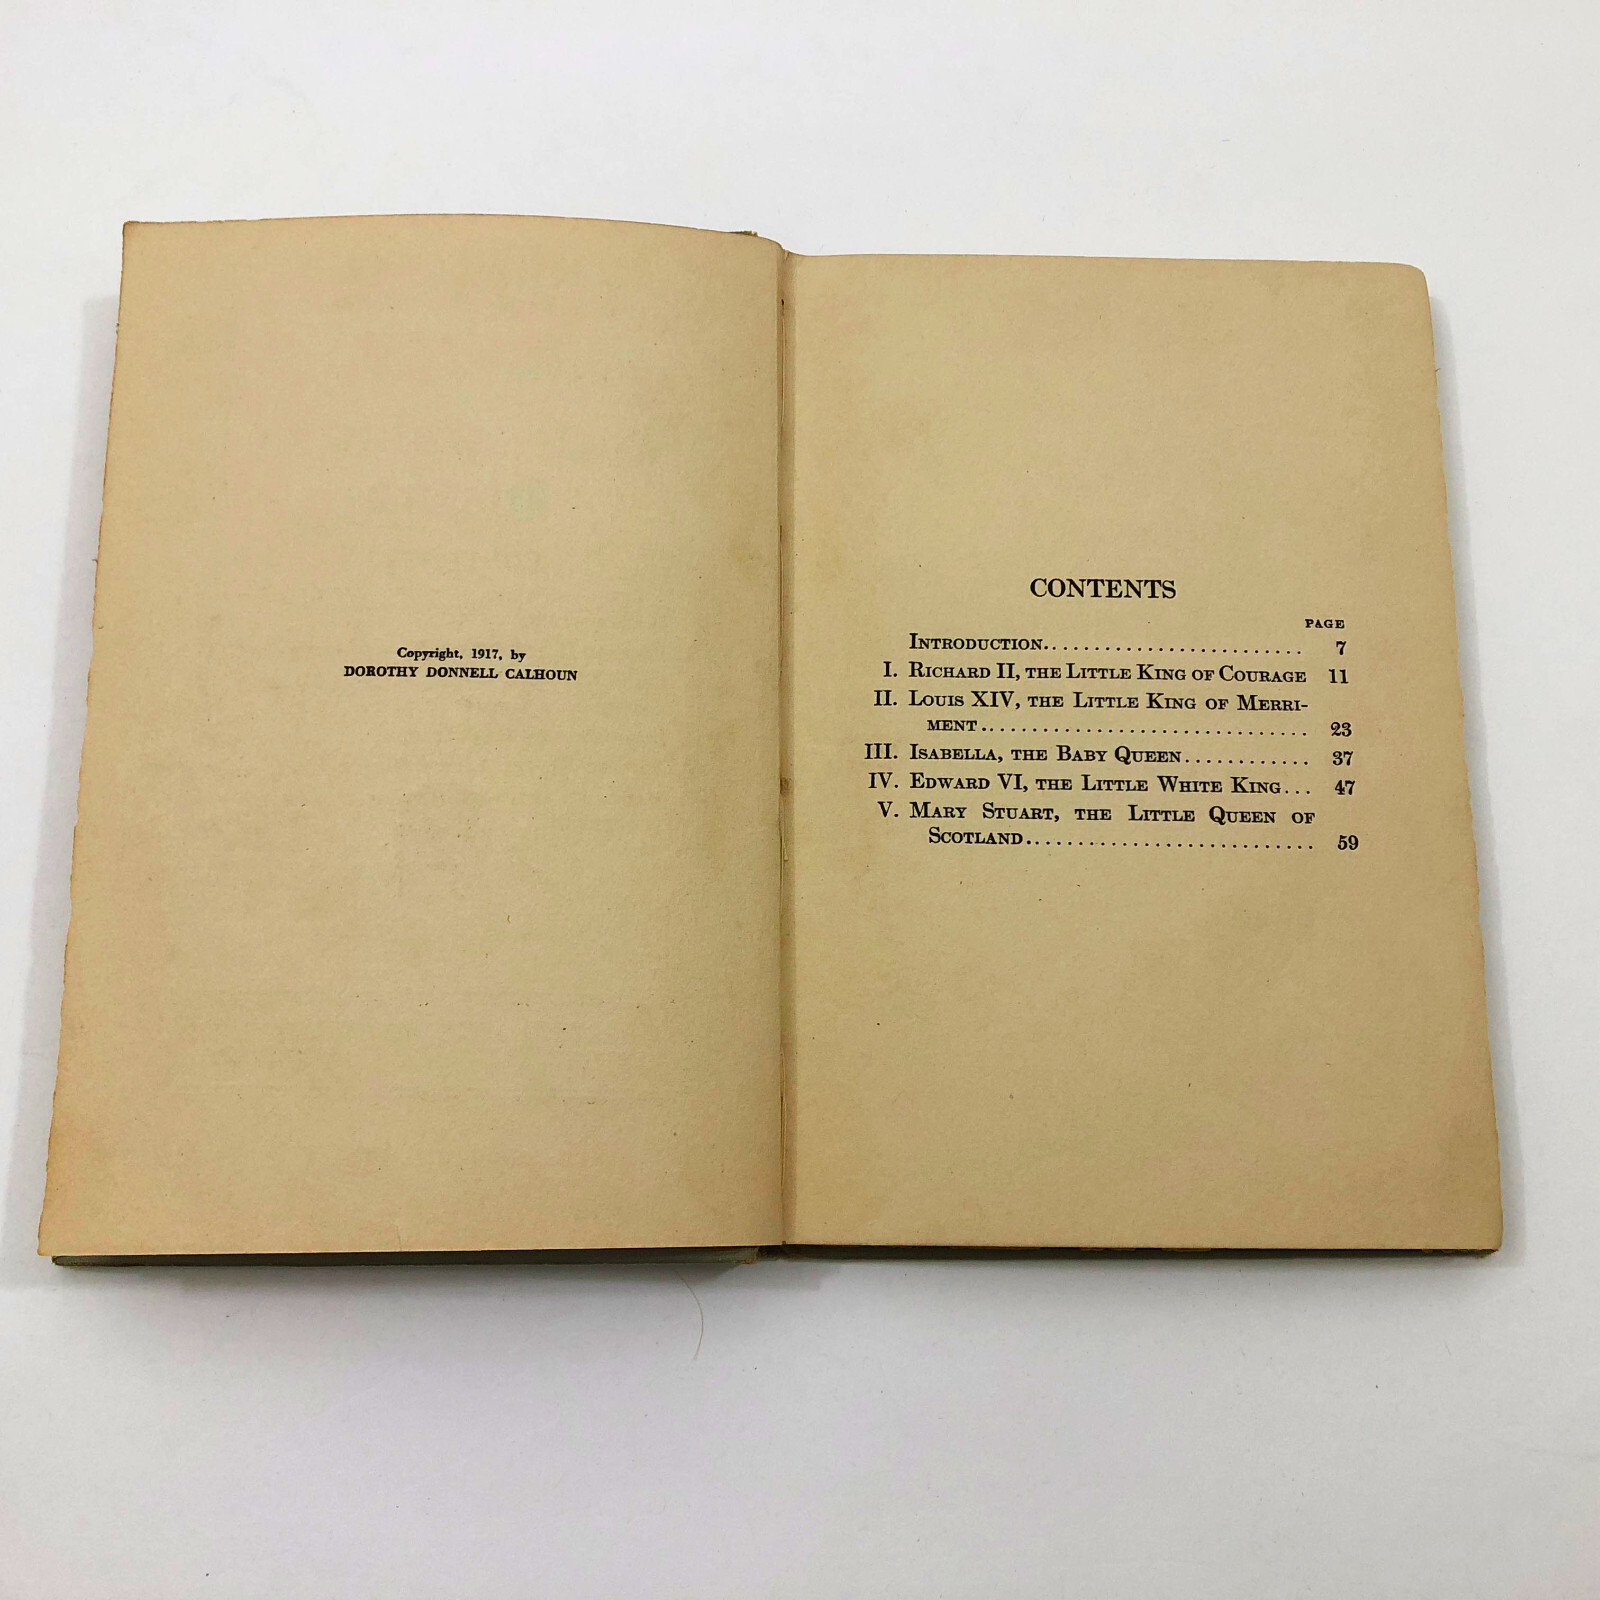 Copyright, 1917, by
DOROTHY DONNELL CALHOUN
CONTENTS
PAGE
INTRODUCTION......................... 7
I. RICHARD II, THE LITTLE KING OF COURAGE 11
II. LOUIS XIV, THE LITTLE KING OF MERRI-
MENT............................... 23
III. ISABELLA, THE BABY QUEEN............ 37
IV. EDWARD VI, THE LITTLE WHITE KING... 47
V. MARY STUART, THE LITTLE QUEEN OF
SCOTLAND........................... 59